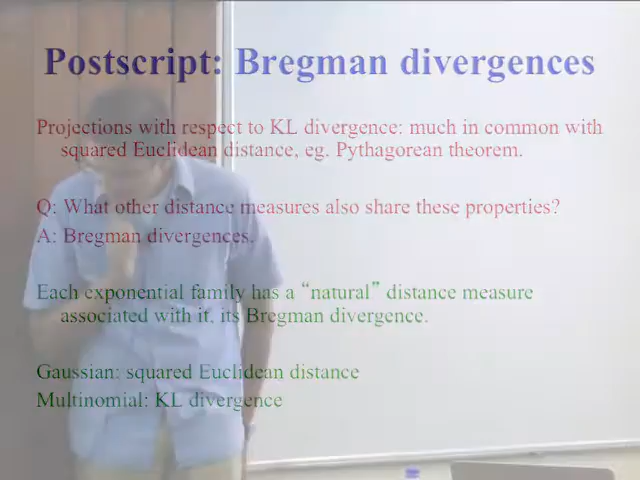 Postscript: Bregman divergences
Projections with respect to KL divergence: much in common with
squared Euclidean distance, eg. Pythagorean theorem.
Q: What other distance measures also share these properties?
A: Bregman divergences.
Each exponential family has a “natural” distance measure
associated with it, its Bregman divergence.
Gaussian: squared Euclidean distance
Multinomial: KL divergence